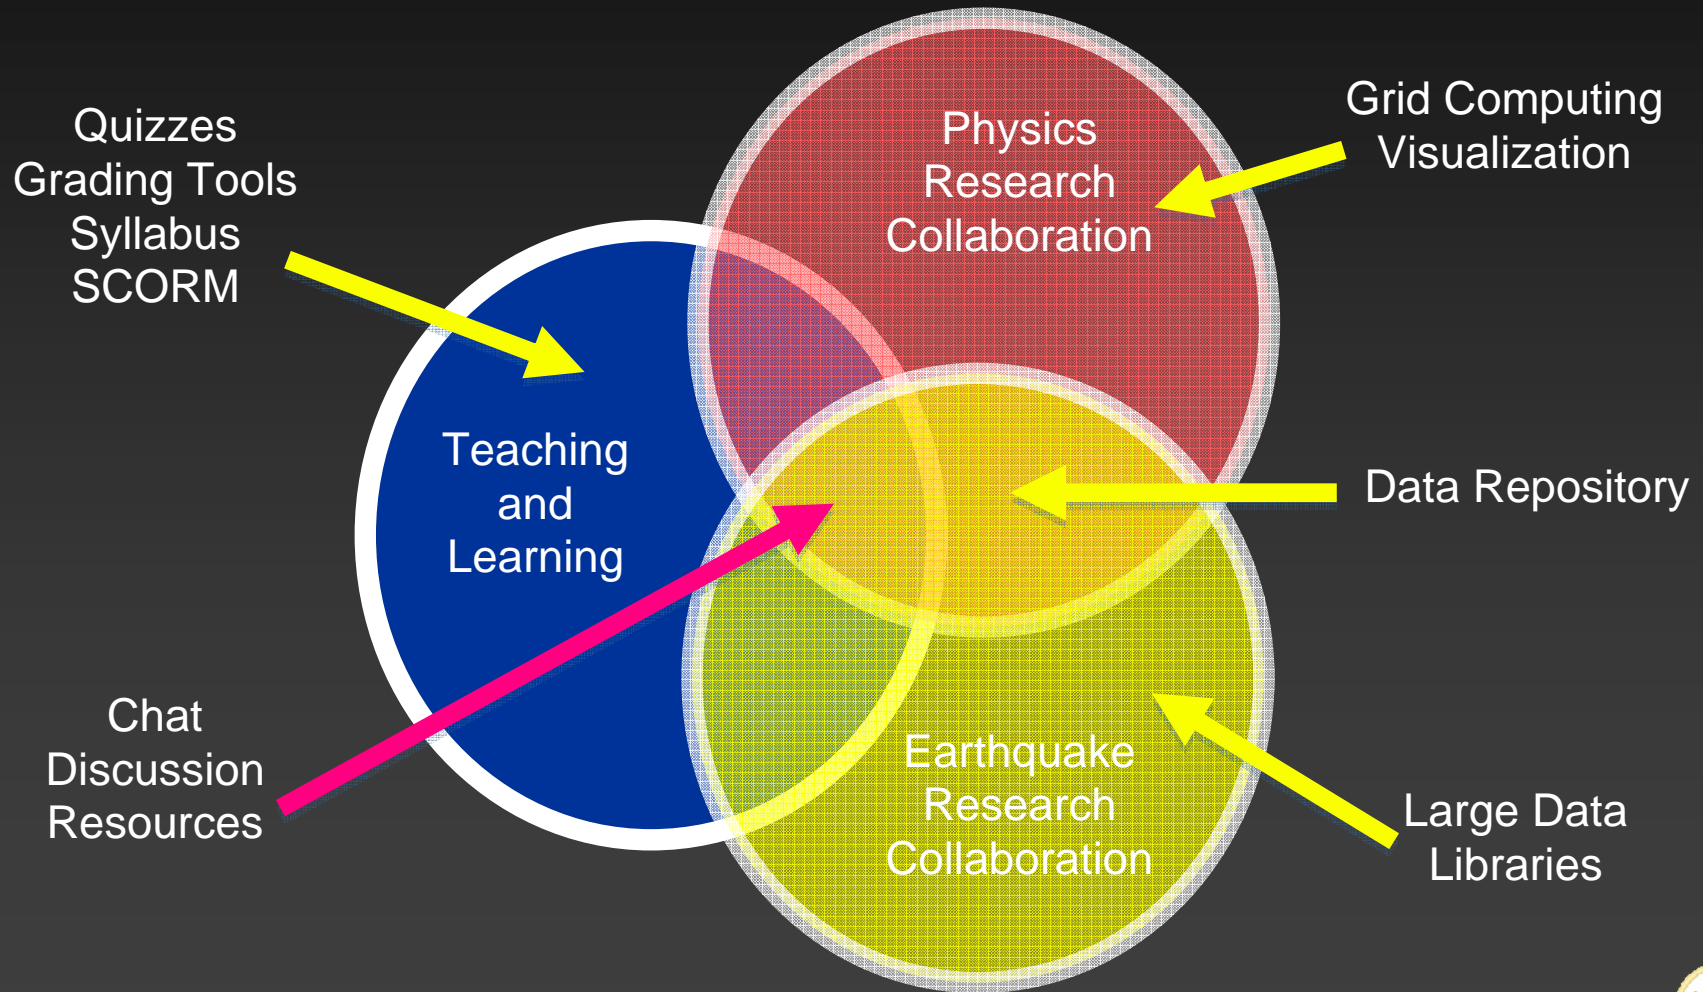 Quizzes
Grading Tools
Syllabus
SCORM
Physics
Research
Collaboration
Grid Computing
Visualization
Teaching
and
Learning
Data Repository
Chat
Discussion
Resources
Earthquake
Research
Collaboration
Large Data
Libraries